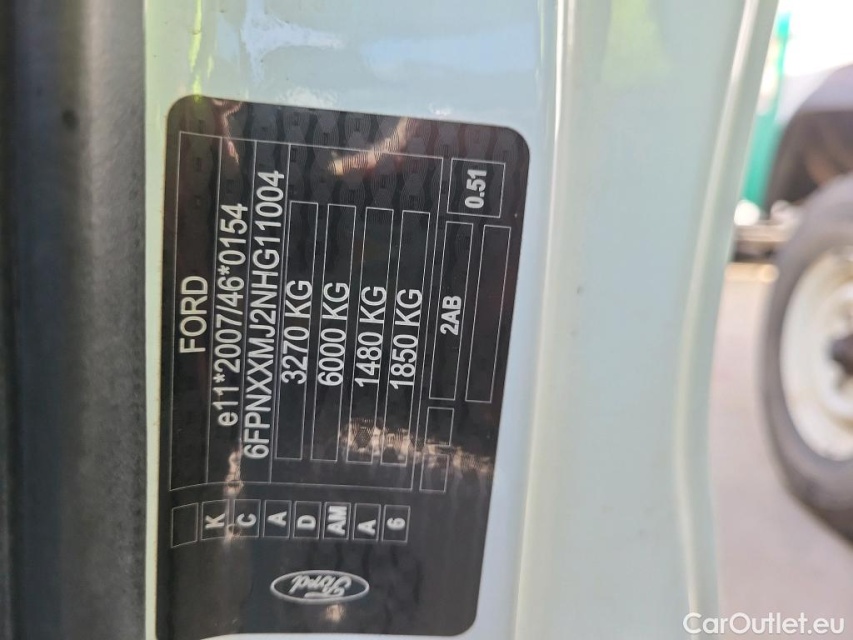 FORD
e11*2007/46*0154
6FPNXXMJ2NHG11004
3270 KG
6000 KG
1480 KG
1850 KG
2AB
0.51
K
C
A
D
AM
A
6
Ford
CarOutlet.eu